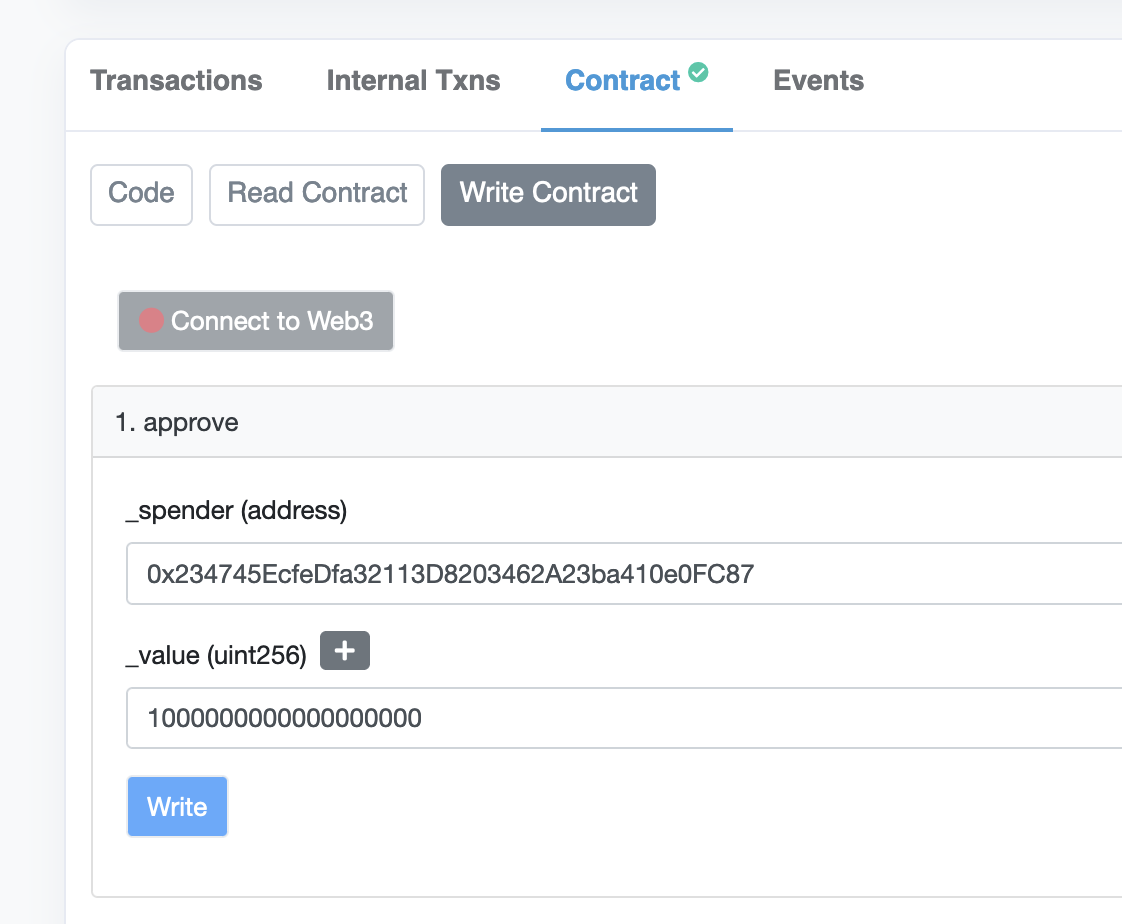 Transactions Internal Txns Contract Events
Code Read Contract Write Contract
Connect to Web3
1. approve
_spender (address)
0x234745EcfeDfa32113D8203462A23ba410e0FC87
_value (uint256) +
1000000000000000000
Write